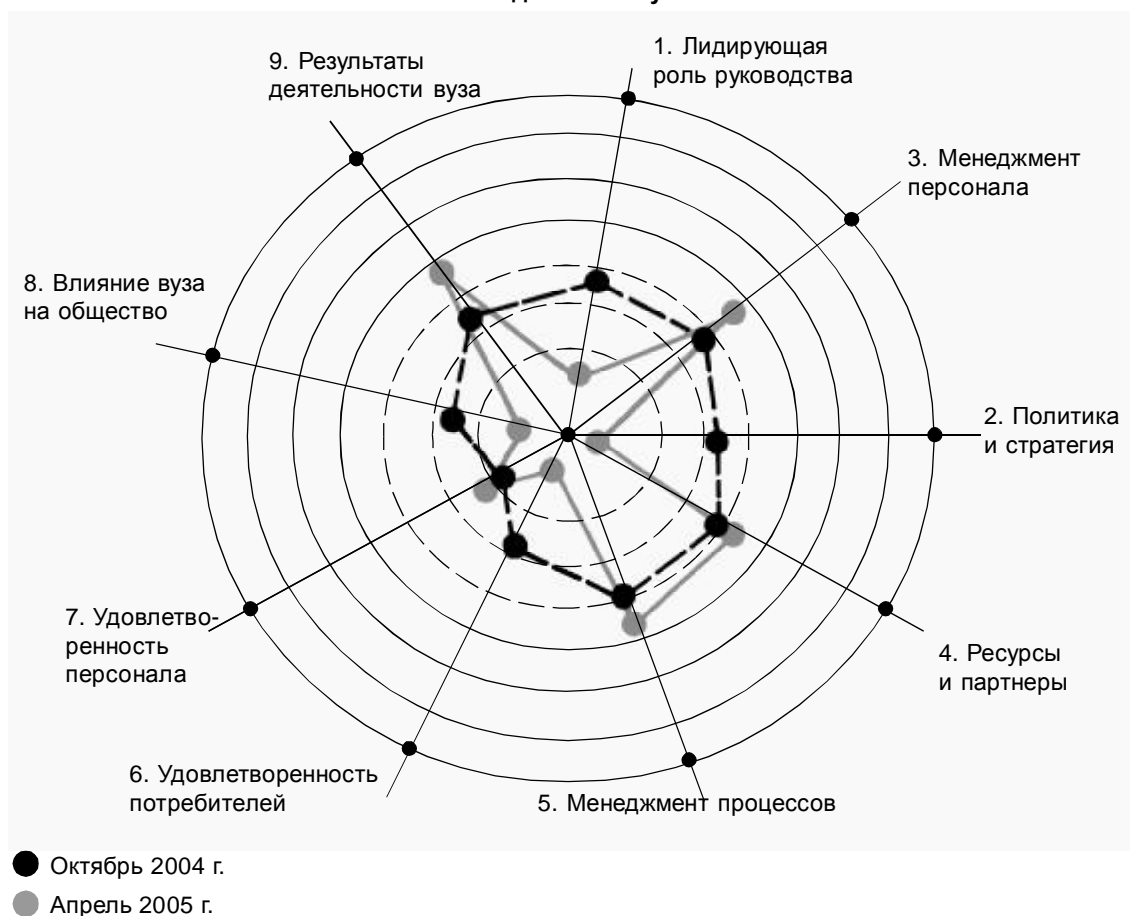 9. Результаты
деятельности вуза
1. Лидирующая
роль руководства
3. Менеджмент
персонала
8. Влияние вуза
на общество
2. Политика
и стратегия
7. Удовлетво-
ренность
персонала
4. Ресурсы
и партнеры
6. Удовлетворенность
потребителей
5. Менеджмент процессов
Октябрь 2004 г.
Апрель 2005 г.